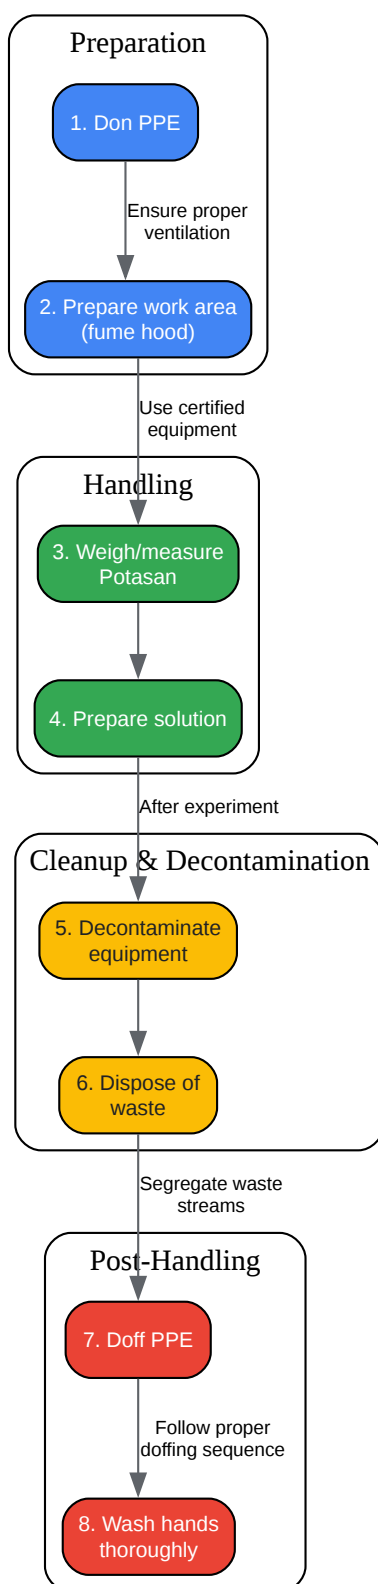 Preparation
1. Don PPE
Ensure proper
ventilation
2. Prepare work area
(fume hood)
Use certified
equipment
Handling
3. Weigh/measure
Potasan
4. Prepare solution
After experiment
Cleanup & Decontamination
5. Decontaminate
equipment
6. Dispose of
waste
Segregate waste
streams
Post-Handling
7. Doff PPE
Follow proper
doffing sequence
8. Wash hands
thoroughly